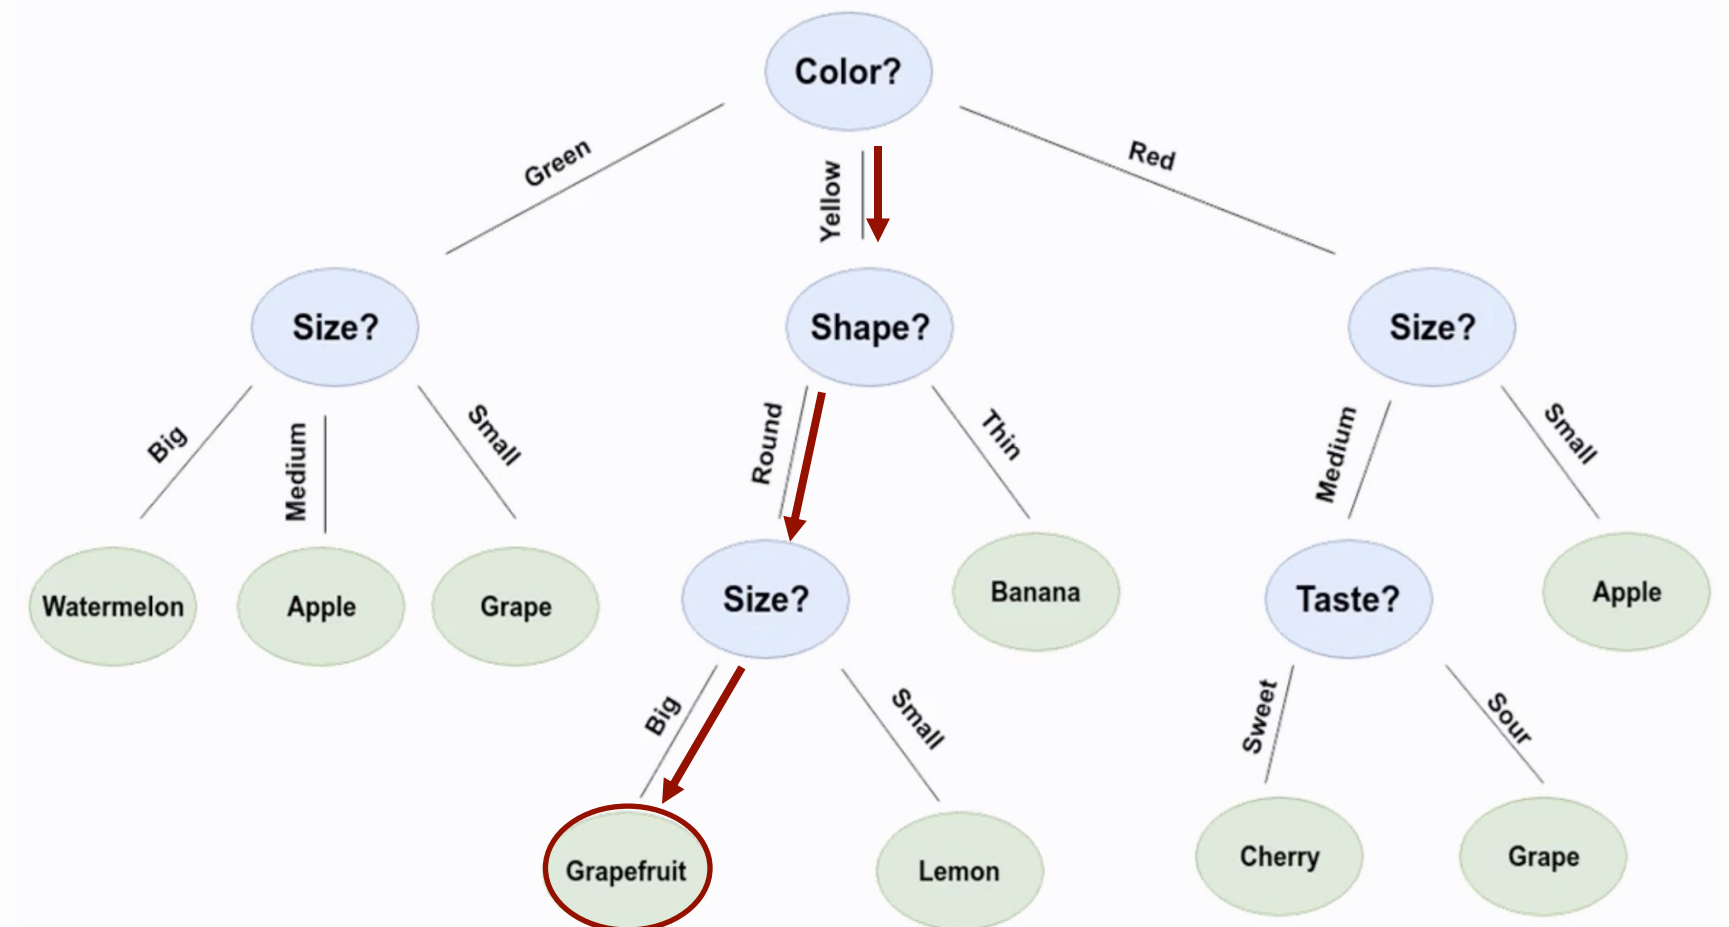 Color?
Green
Yellow
Red
Size?
Shape?
Size?
Big
Medium
Small
Round
Thin
Medium
Small
Watermelon
Apple
Grape
Size?
Banana
Taste?
Apple
Big
Small
Sweet
Sour
Grapefruit
Lemon
Cherry
Grape